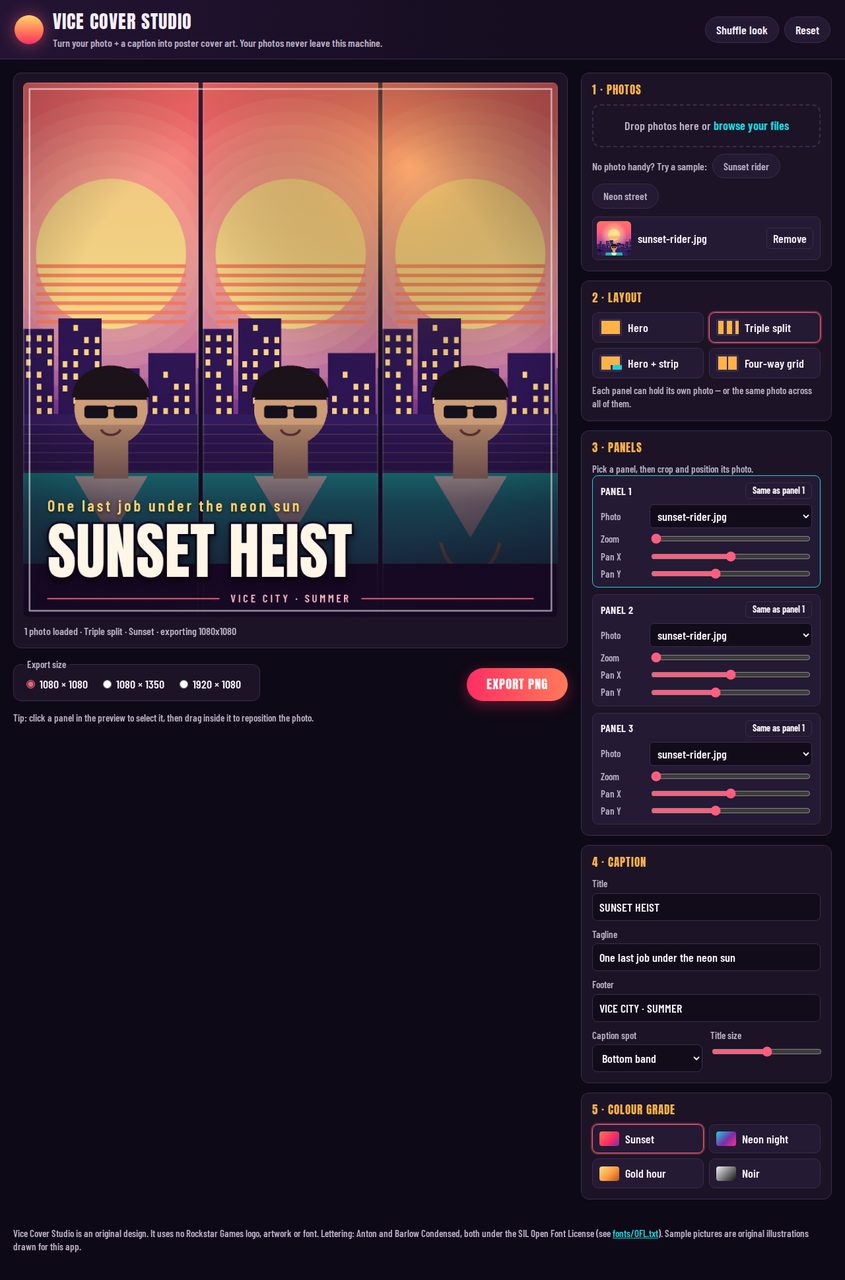 VICE COVER STUDIO
Turn your photo + a caption into poster cover art. Your photos never leave this machine.
Shuffle look
Reset
One last job under the neon sun
SUNSET HEIST
VICE CITY · SUMMER
1 photo loaded · Triple split · Sunset · exporting 1080x1080
Export size
1080 × 1080
1080 × 1350
1920 × 1080
EXPORT PNG
Tip: click a panel in the preview to select it, then drag inside it to reposition the photo.
1 · PHOTOS
Drop photos here or browse your files
No photo handy? Try a sample:
Sunset rider
Neon street
sunset-rider.jpg
Remove
2 · LAYOUT
Hero
Triple split
Hero + strip
Four-way grid
Each panel can hold its own photo — or the same photo across
all of them.
3 · PANELS
Pick a panel, then crop and position its photo.
PANEL 1
Same as panel 1
Photo
sunset-rider.jpg
Zoom
Pan X
Pan Y
PANEL 2
Same as panel 1
Photo
sunset-rider.jpg
Zoom
Pan X
Pan Y
PANEL 3
Same as panel 1
Photo
sunset-rider.jpg
Zoom
Pan X
Pan Y
4 · CAPTION
Title
SUNSET HEIST
Tagline
One last job under the neon sun
Footer
VICE CITY · SUMMER
Caption spot
Title size
Bottom band
5 · COLOUR GRADE
Sunset
Neon night
Gold hour
Noir
Vice Cover Studio is an original design. It uses no Rockstar Games logo, artwork or font. Lettering: Anton and Barlow Condensed, both under the SIL Open Font License (see fonts/OFL.txt). Sample pictures are original illustrations
drawn for this app.